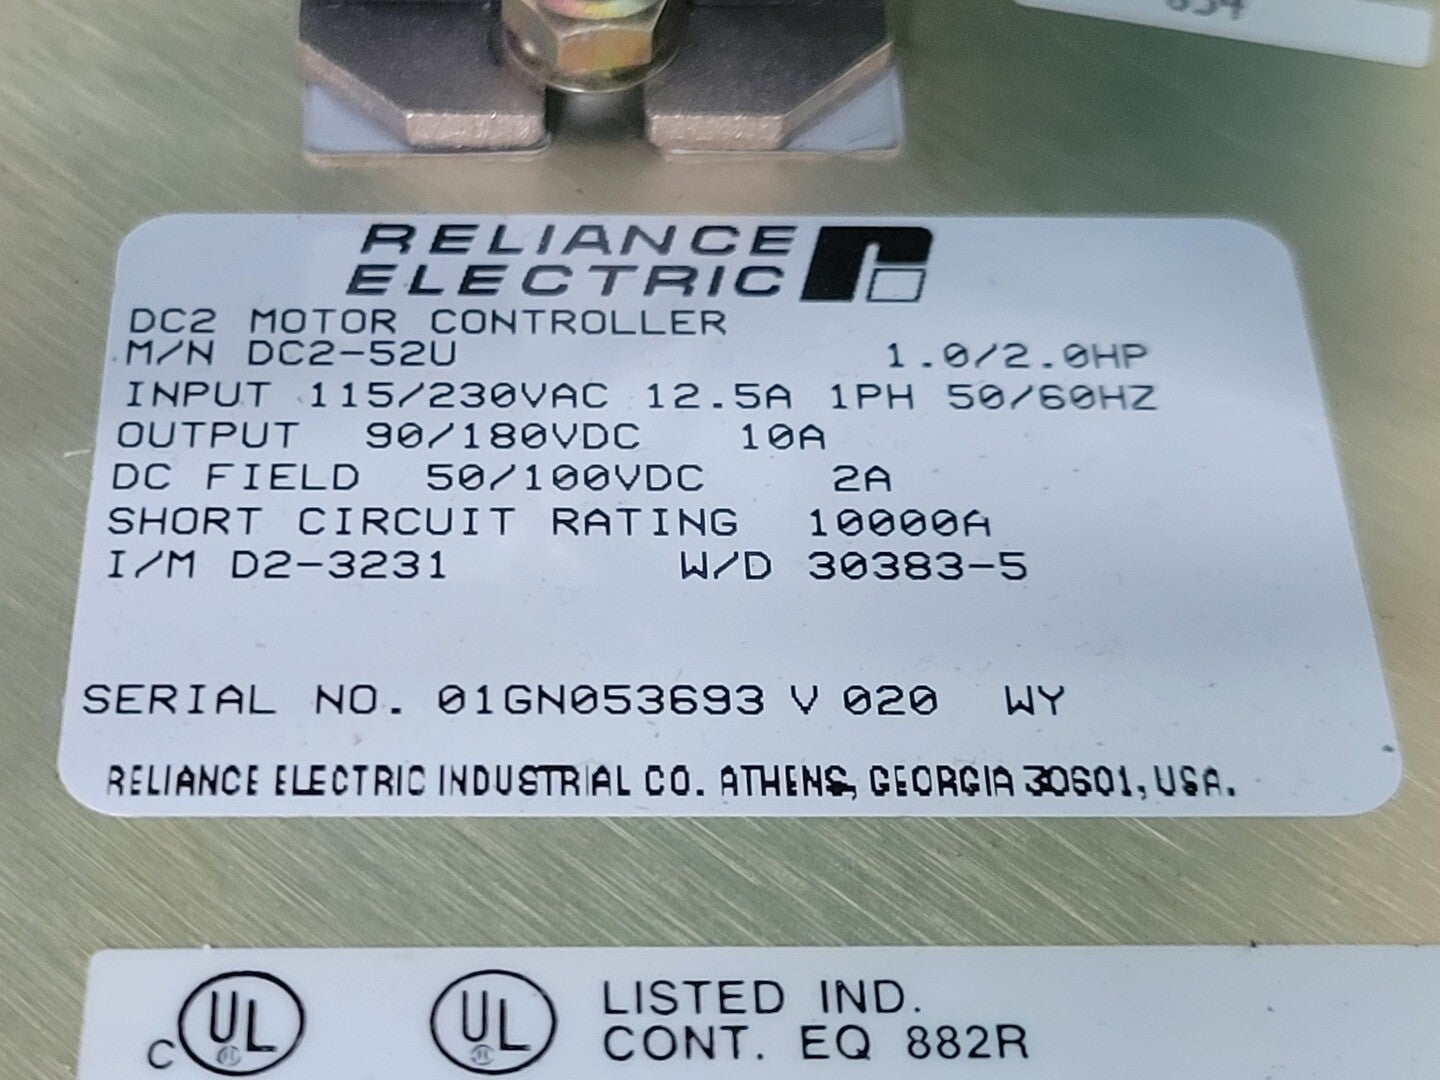 634
RELIANCE
ELECTRIC
DC2 MOTOR CONTROLLER
M/N DC2-52U 1.0/2.0HP
INPUT 115/230VAC 12.5A 1PH 50/60HZ
OUTPUT 90/180VDC 10A
DC FIELD 50/100VDC 2A
SHORT CIRCUIT RATING 10000A
I/M D2-3231 W/D 30383-5
SERIAL NO. 01GN053693 V 020 WY
RELIANCE ELECTRIC INDUSTRIAL CO. ATHENS, GEORGIA 30601, USA.
C UL UL LISTED IND.
CONT. EQ 882R